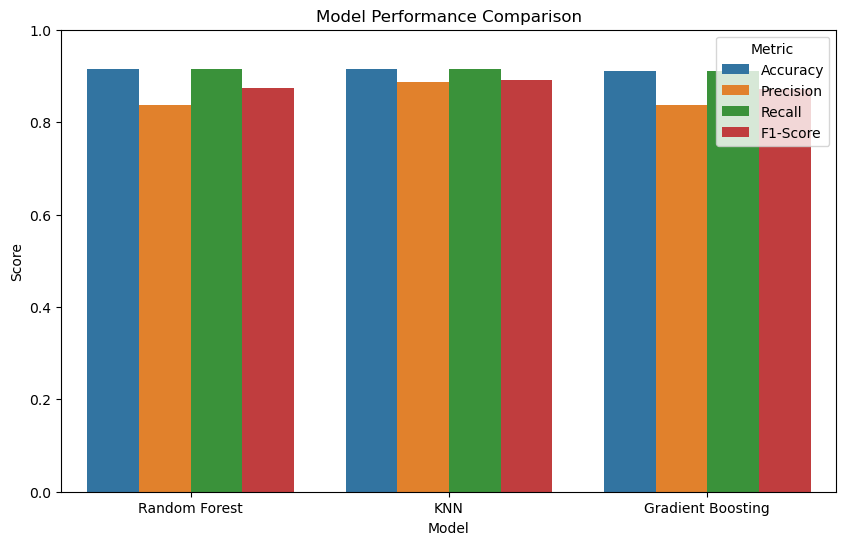 Model Performance Comparison
Metric
Accuracy
Precision
Recall
F1-Score
1.0
0.8
0.6
0.4
0.2
0.0
Score
Random Forest
KNN
Gradient Boosting
Model